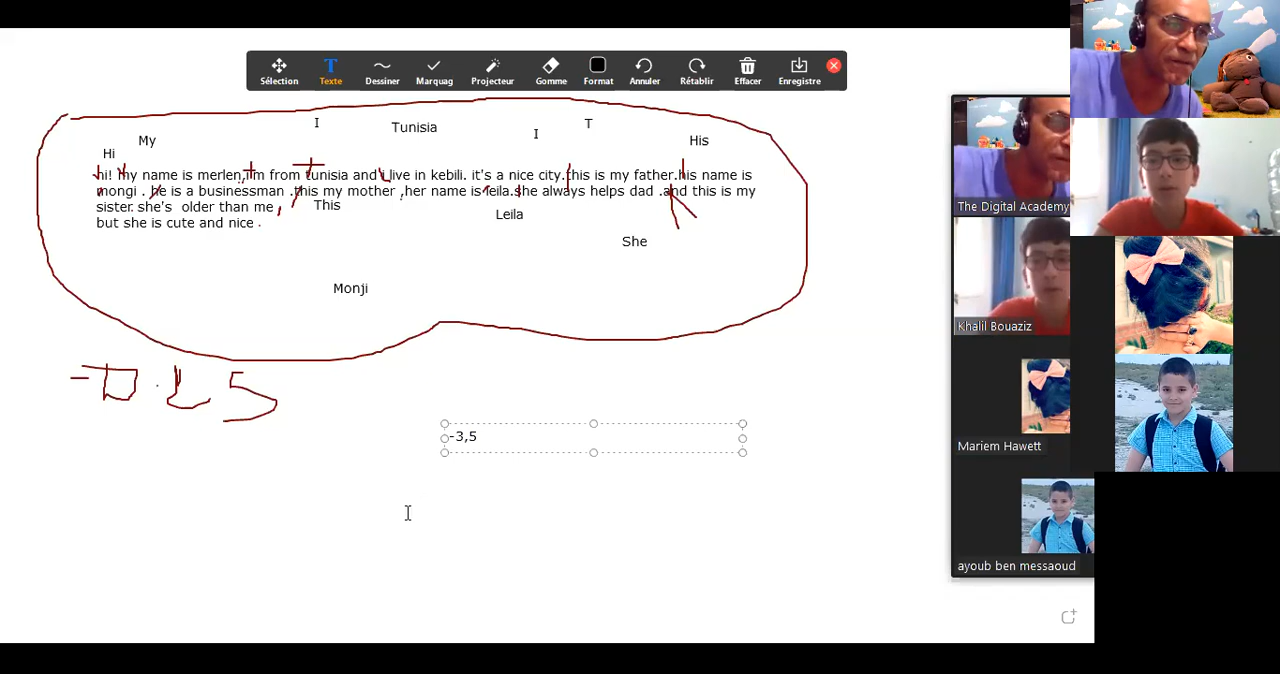 Sélection Texte Dessiner Marquag Projecteur Gomme Format Annuler Rétablir Effacer Enregistre
I Tunisia I T
My His
Hi
hi! my name is merlen,i'm from tunisia and i live in kebili. it's a nice city.this is my father.his name is
mongi . he is a businessman .this my mother ,her name is leila.she always helps dad .and this is my
sister. she's older than me ,
but she is cute and nice .
This
Leila
She
Monji
-3,5
The Digital Academy
Khalil Bouaziz
Mariem Hawett
ayoub ben messaoud